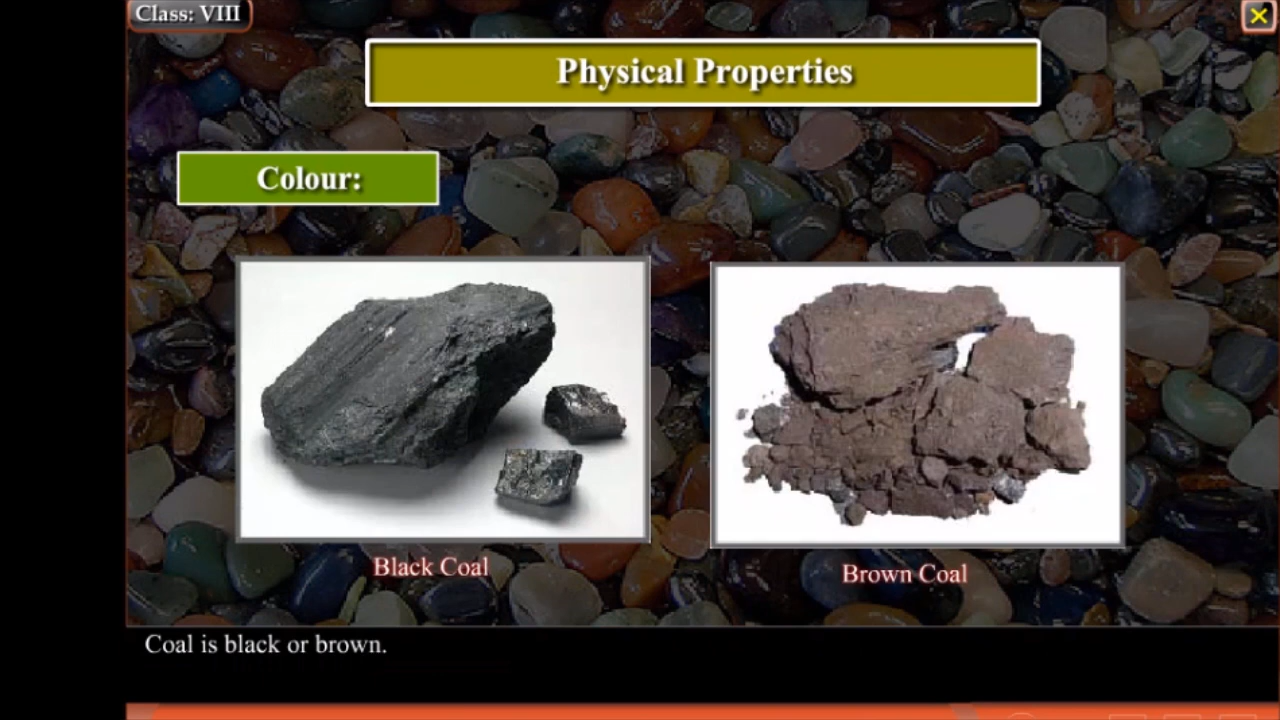 Class: VIII
Physical Properties
Colour:
Black Coal
Brown Coal
Coal is black or brown.